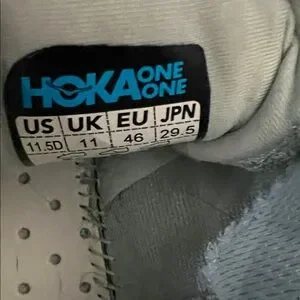 HOKA ONE ONE
US UK EU JPN
11.5D 11 46 29.5